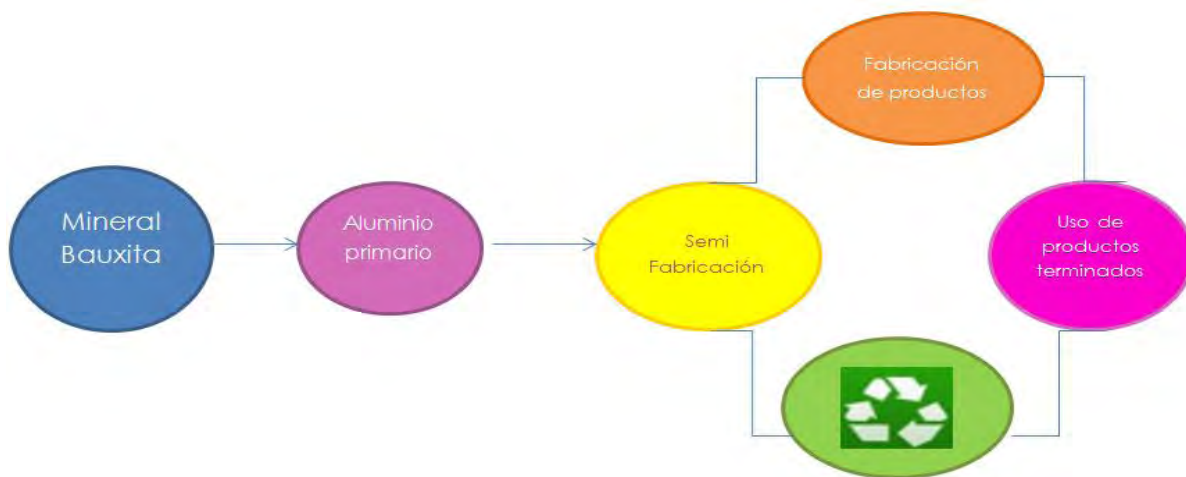 Fabricación
de productos
Mineral
Bauxita
Aluminio
primario
Semi
Fabricación
Uso de
productos
terminados